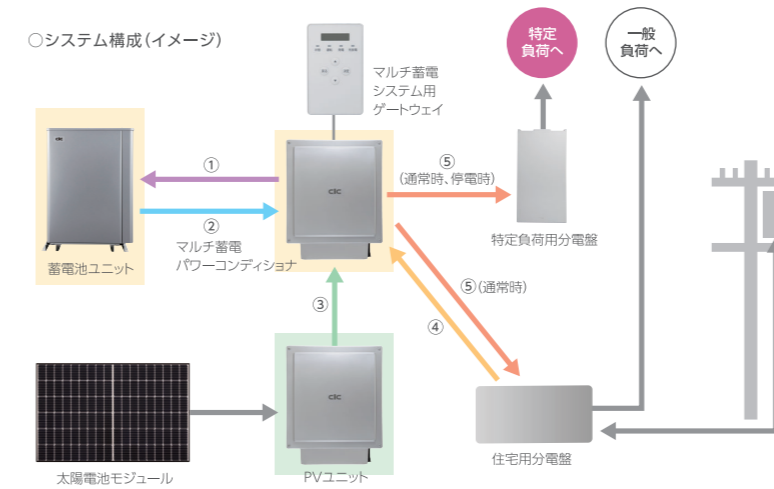 ○システム構成(イメージ)
マルチ蓄電
システム用
ゲートウェイ
特定
負荷へ
一般
負荷へ
①
⑤
(通常時、停電時)
②
マルチ蓄電
パワーコンディショナ
蓄電池ユニット
特定負荷用分電盤
③
④
⑤(通常時)
太陽電池モジュール
PVユニット
住宅用分電盤